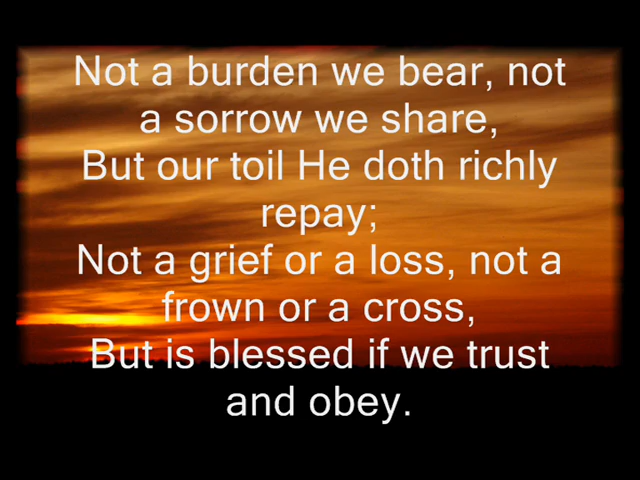 Not a burden we bear, not
a sorrow we share,
But our toil He doth richly
repay;
Not a grief or a loss, not a
frown or a cross,
But is blessed if we trust
and obey.